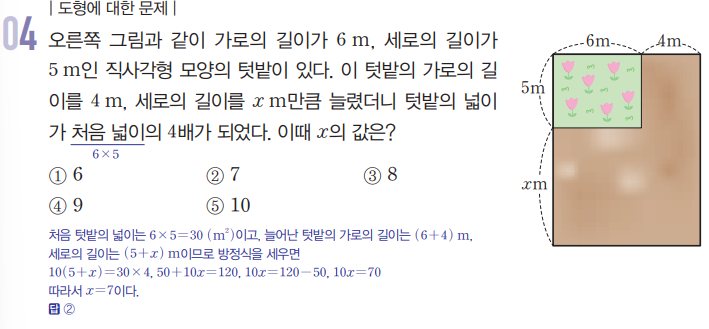 | 도형에 대한 문제 |
04 오른쪽 그림과 같이 가로의 길이가 6 m, 세로의 길이가
5 m인 직사각형 모양의 텃밭이 있다. 이 텃밭의 가로의 길
이를 4 m, 세로의 길이를 x m만큼 늘렸더니 텃밭의 넓이
가 처음 넓이의 4배가 되었다. 이때 x의 값은?
6×5
① 6 ② 7 ③ 8
④ 9 ⑤ 10
처음 텃밭의 넓이는 6×5=30 (m²)이고, 늘어난 텃밭의 가로의 길이는 (6+4) m,
세로의 길이는 (5+x) m이므로 방정식을 세우면
10(5+x)=30×4, 50+10x=120, 10x=120-50, 10x=70
따라서 x=7이다.
답 ②
6m 4m
5m
xm